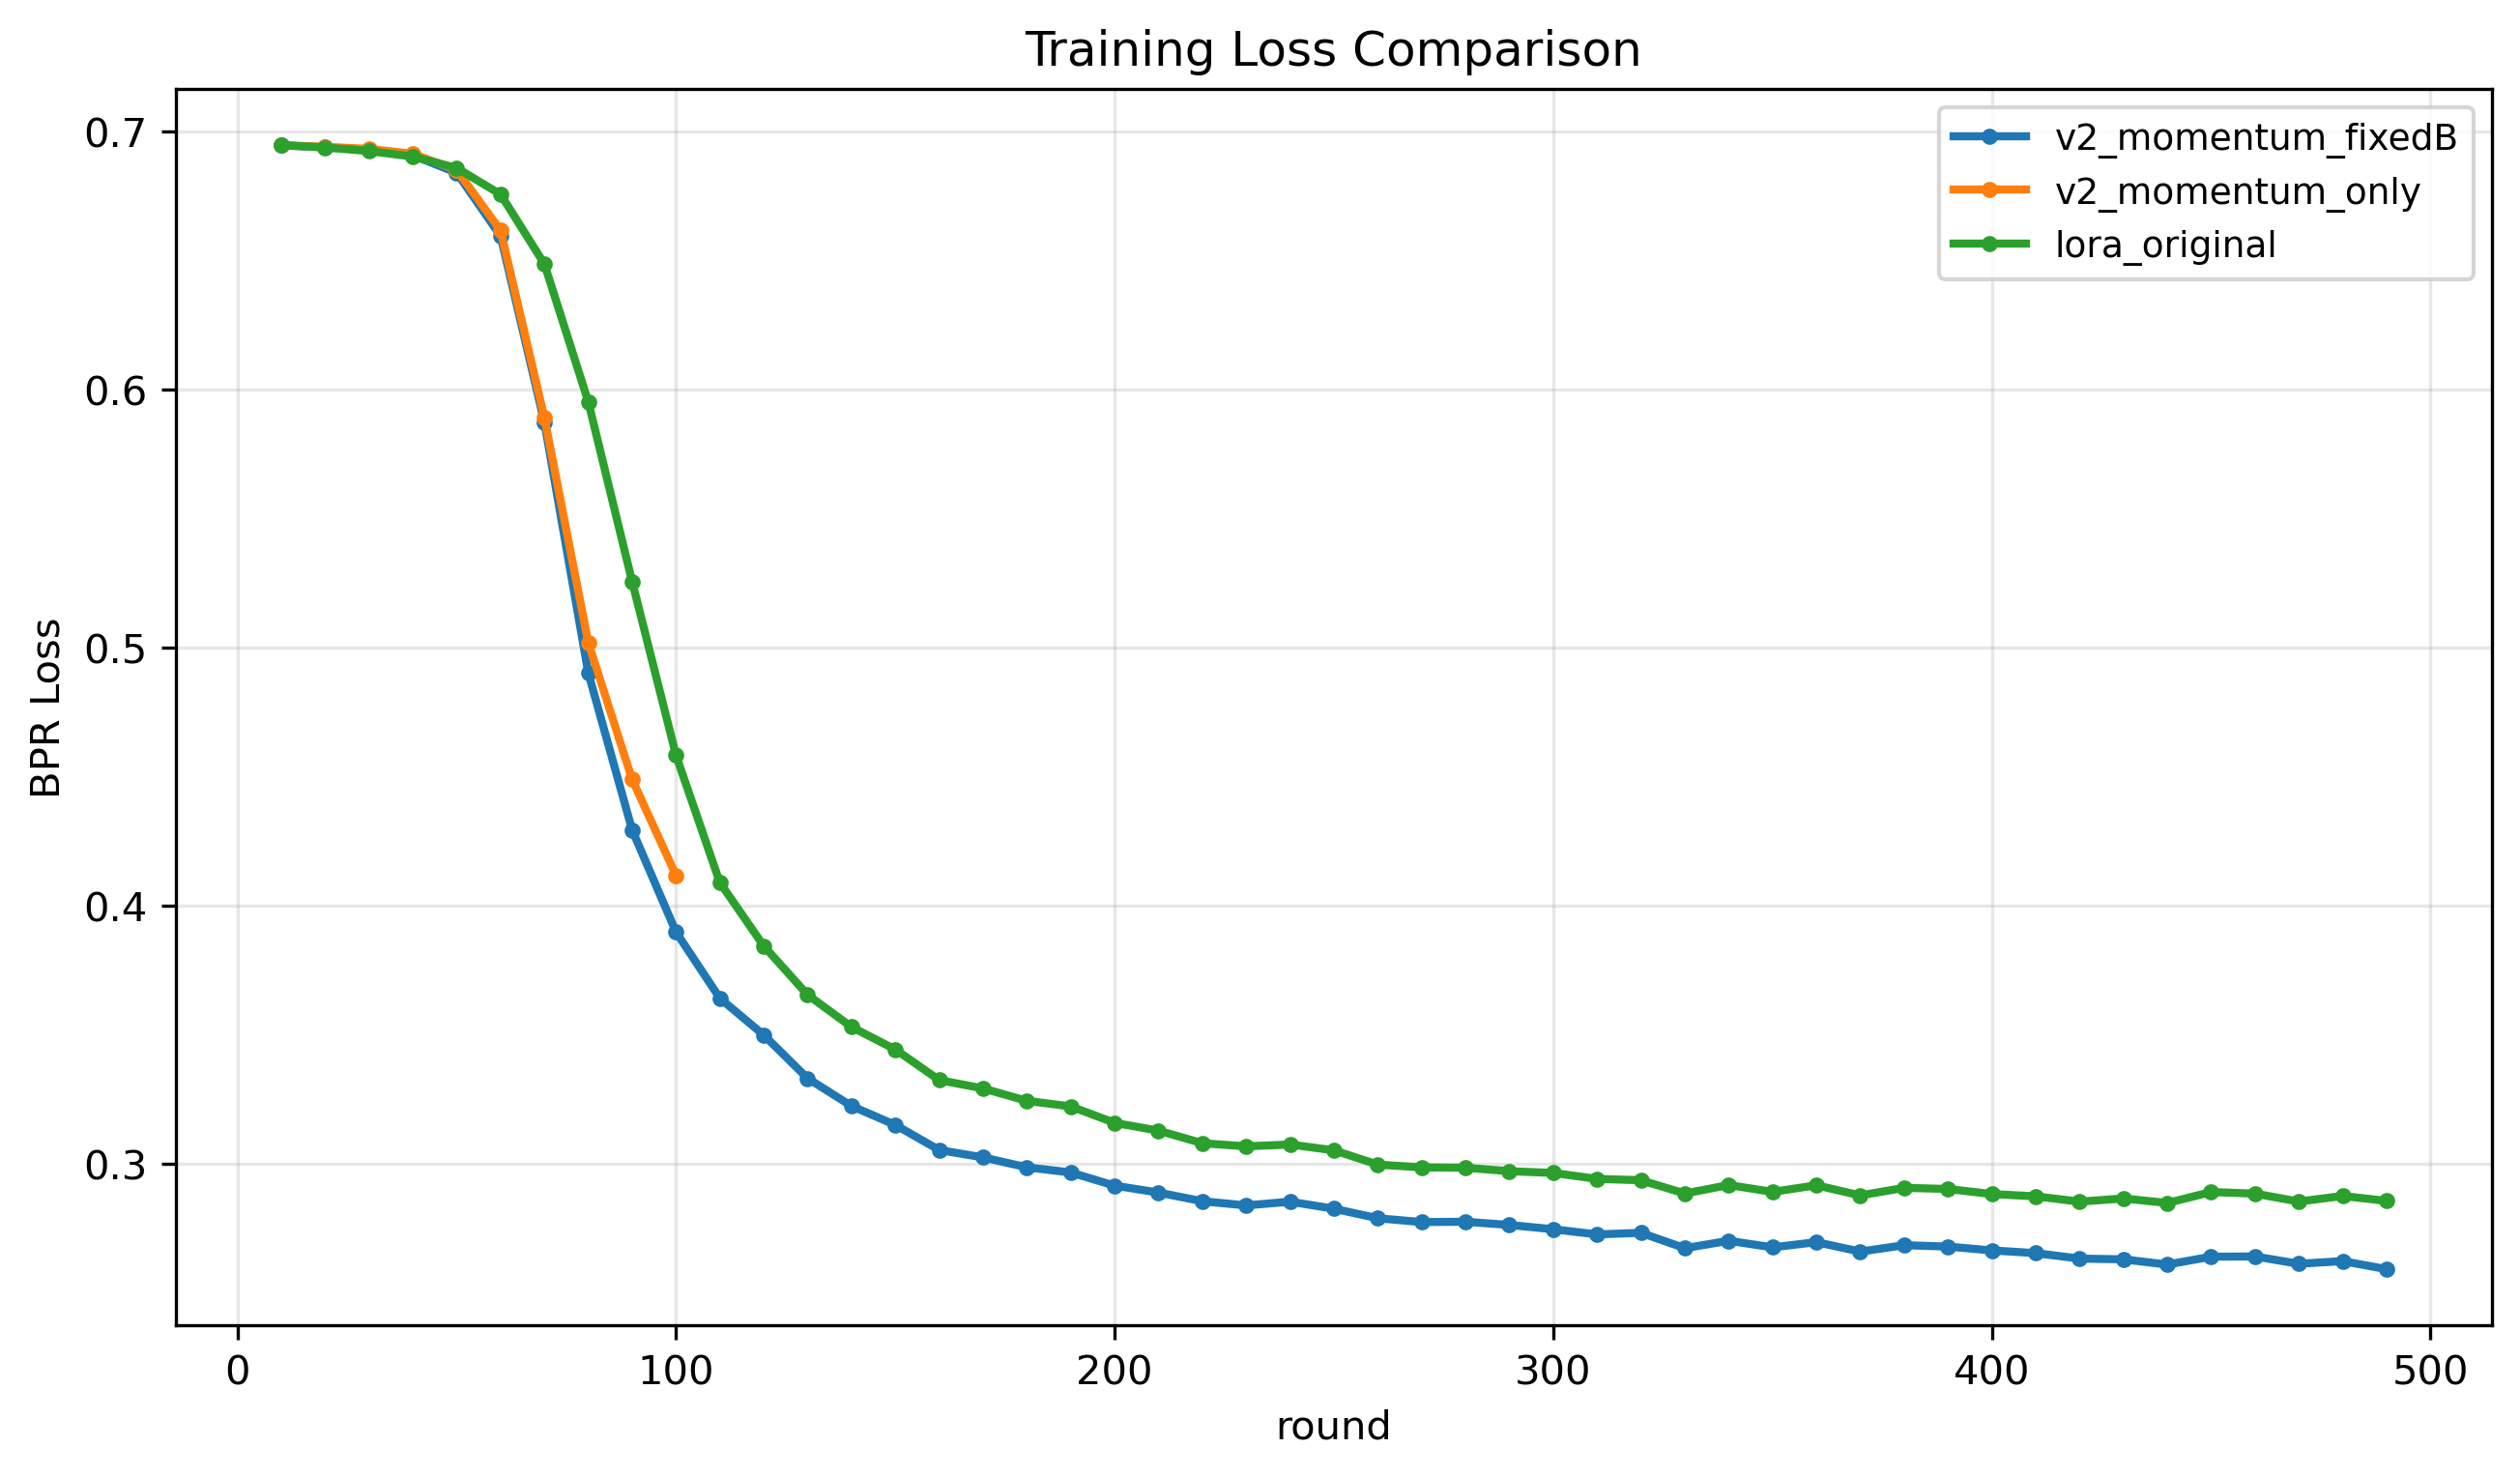 Training Loss Comparison
v2_momentum_fixedB
v2_momentum_only
lora_original
BPR Loss
0.7
0.6
0.5
0.4
0.3
0
100
200
300
400
500
round